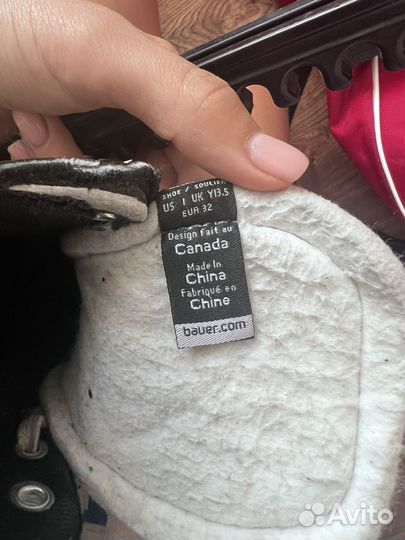 SHOE / SOULIER
US 1 UK Y13.5
EUR 32
Design Fait au
Canada
Made in
China
Fabriqué en
Chine
bauer.com
Avito